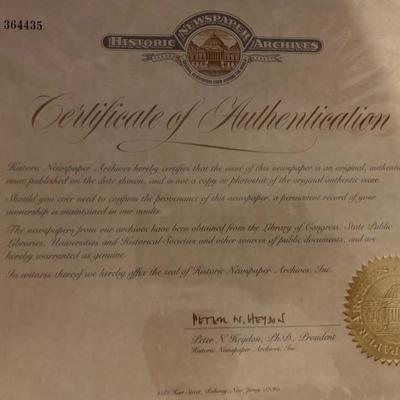 364435
NEWSPAPER
HISTORIC ARCHIVES
Certificate of Authentication
Historic Newspaper Archives hereby certifies that the issue of this newspaper is an original, authentic
issue published on the date shown, and is not a copy or photostat of the original authentic issue.
Should you ever need to confirm the provenance of this newspaper, a permanent record of your
ownership is maintained in our
The newspapers from our archives have been obtained from the Library of Congress, State Public
Libraries, Universities and Historical Societies and other sources of public documents, and are
hereby warranted as genuine.
In witness thereof we hereby affix the seal of Historic Newspaper Archives, Inc.
PETER N. HEYDON
Peter N. Heydon, Ph.D., President
Historic Newspaper Archives, Inc.
Street, Rahway, New Jersey